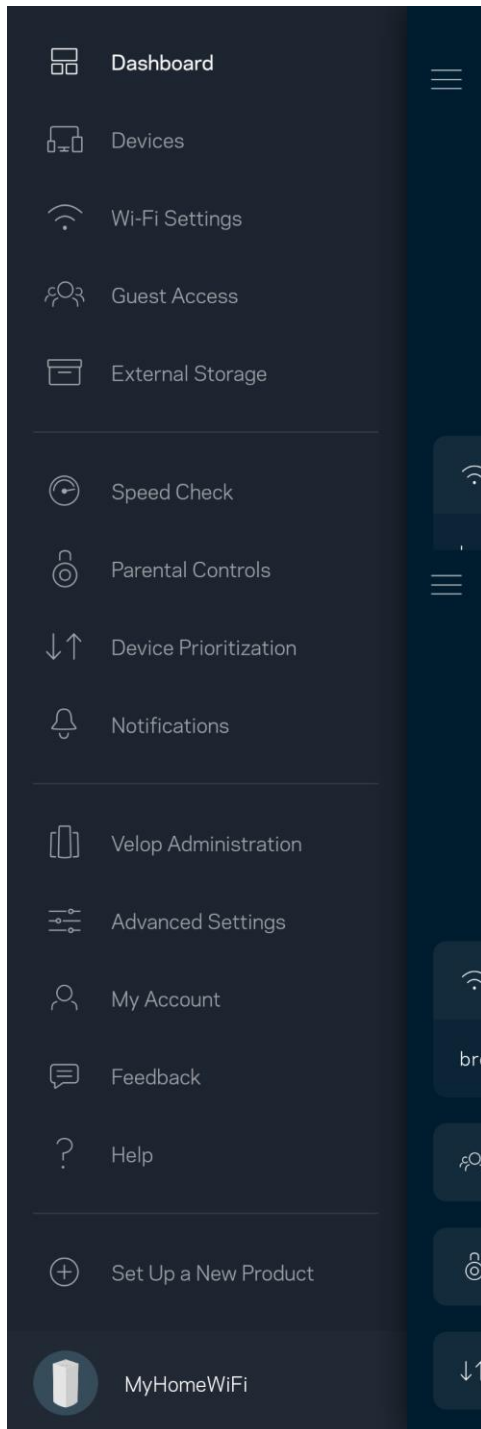 Dashboard
Devices
Wi-Fi Settings
Guest Access
External Storage
Speed Check
Parental Controls
Device Prioritization
Notifications
Velop Administration
Advanced Settings
My Account
Feedback
Help
Set Up a New Product
MyHomeWiFi